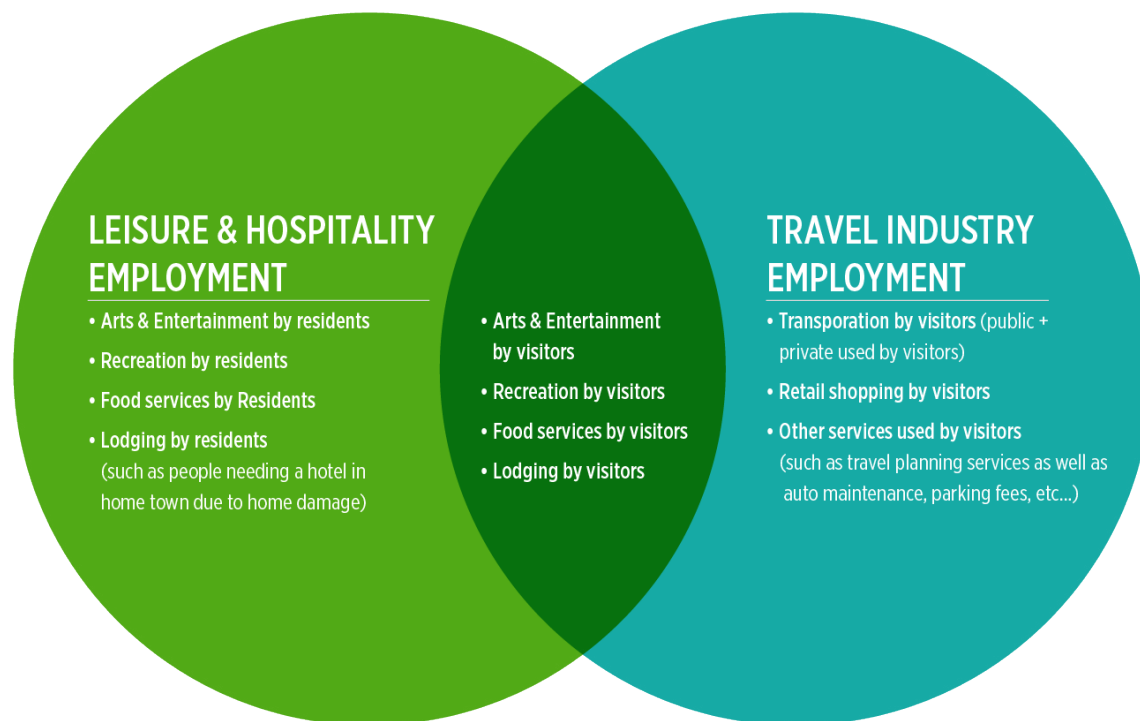 LEISURE & HOSPITALITY
EMPLOYMENT
• Arts & Entertainment by residents
• Recreation by residents
• Food services by Residents
• Lodging by residents
(such as people needing a hotel in
home town due to home damage)
• Arts & Entertainment
by visitors
• Recreation by visitors
• Food services by visitors
• Lodging by visitors
TRAVEL INDUSTRY
EMPLOYMENT
• Transporation by visitors (public +
private used by visitors)
• Retail shopping by visitors
• Other services used by visitors
(such as travel planning services as well as
auto maintenance, parking fees, etc...)